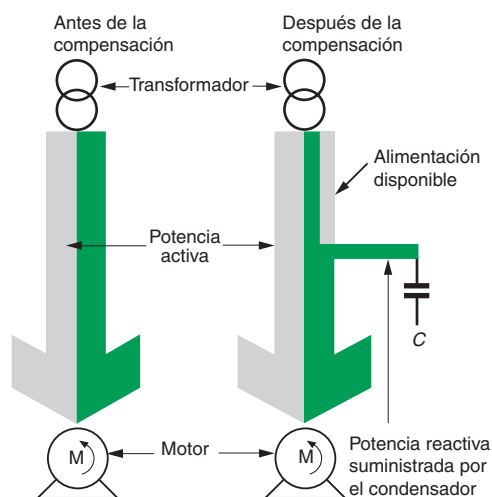 Antes de la
compensación
Después de la
compensación
Transformador
Alimentación
disponible
Potencia
activa
C
Motor
M
M
Potencia reactiva
suministrada por
el condensador